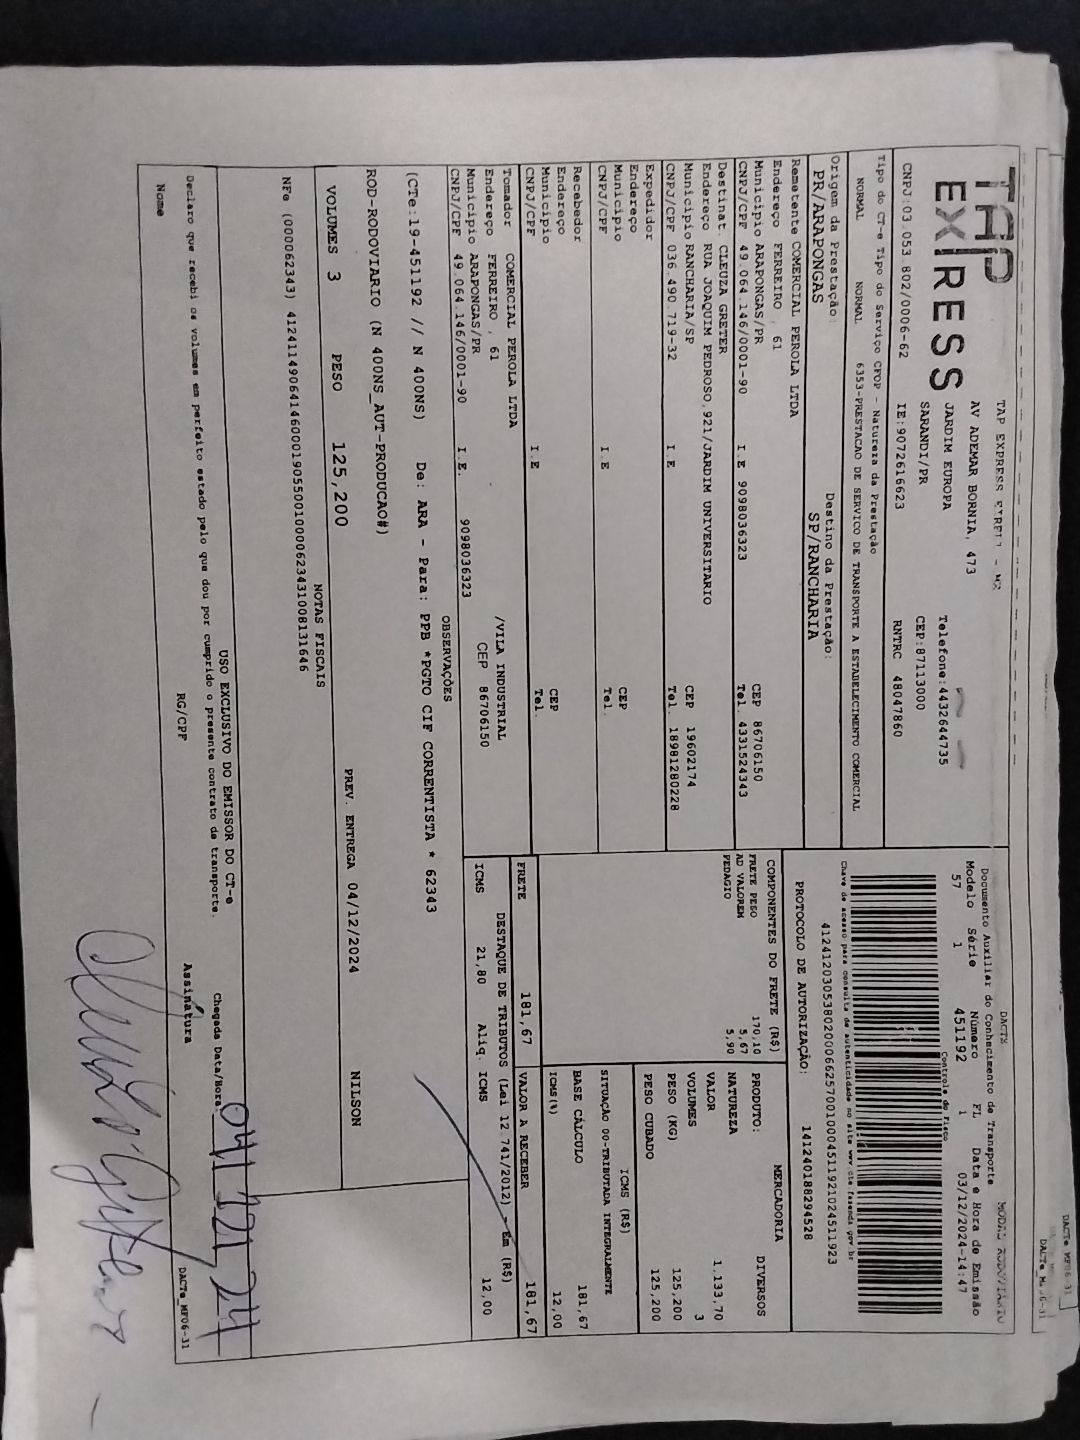 DACTe MF06-31
DACTe
TAP
EXPRESS
TAP EXPRESS
AV ADEMAR BORNIA, 473
JARDIM EUROPA
SARANDI/PR
Telefone:4432644735
CEP:87113000
CNPJ:03.053.802/0006-62
IE:9072616623
RNTRC 48047860
DACTE
MODAL RODOVIÁRIO
Documento Auxiliar do Conhecimento de Transporte
Modelo Série Número FL Data e Hora de Emissão
57 1 451192 1 03/12/2024-14:47
Controle do Fisco
Chave de acesso para consulta de autenticidade no site www.cte.fazenda.gov.br
41241203053802000662570010004511921024511923
PROTOCOLO DE AUTORIZAÇÃO: 141240188294528
Tipo do CT-e Tipo do Serviço CFOP - Natureza da Prestação
NORMAL NORMAL 6353-PRESTACAO DE SERVICO DE TRANSPORTE A ESTABELECIMENTO COMERCIAL
Origem da Prestação: Destino da Prestação:
PR/ARAPONGAS SP/RANCHARIA
Remetente COMERCIAL PEROLA LTDA
Endereço FERREIRO , 61
Município ARAPONGAS/PR CEP 86706150
CNPJ/CPF 49.064.146/0001-90 I.E 9098036323 Tel. 4331524343
Destinat. CLEUZA GRETER
Endereço RUA JOAQUIM PEDROSO,921/JARDIM UNIVERSITARIO
Município RANCHARIA/SP CEP 19602174
CNPJ/CPF 036.490.719-32 I.E Tel. 18981280228
Expedidor
Endereço
Município CEP
CNPJ/CPF I.E Tel.
Recebedor
Endereço
Município CEP
CNPJ/CPF I.E Tel.
Tomador COMERCIAL PEROLA LTDA
Endereço FERREIRO , 61 /VILA INDUSTRIAL
Município ARAPONGAS/PR CEP 86706150
CNPJ/CPF 49.064.146/0001-90 I.E. 9098036323
COMPONENTES DO FRETE (R$)
FRETE PESO 170,10
AD VALOREM 5,67
PEDAGIO 5,90
MERCADORIA
PRODUTO: DIVERSOS
NATUREZA
VALOR 1.133,70
VOLUMES 3
PESO (KG) 125,200
PESO CUBADO 125,200
ICMS (R$)
SITUAÇÃO 00-TRIBUTADA INTEGRALMENTE
BASE CÁLCULO 181,67
ICMS(%) 12,00
FRETE 181,67 VALOR A RECEBER 181,67
DESTAQUE DE TRIBUTOS (Lei 12.741/2012) - Em (R$)
ICMS 21,80 Aliq. ICMS 12,00
OBSERVAÇÕES
(CTe:19-451192 // N 400NS) De: ARA - Para: PPB *PGTO CIF CORRENTISTA * 62343
ROD-RODOVIARIO (N 400NS_AUT-PRODUCAO#)
VOLUMES 3 PESO 125,200 PREV. ENTREGA 04/12/2024 NILSON
NOTAS FISCAIS
NFe (000062343) 41241149064146000190550010000623431008131646
USO EXCLUSIVO DO EMISSOR DO CT-e
Declaro que recebi os volumes em perfeito estado pelo que dou por cumprido o presente contrato de transporte.
Chegada Data/Hora: 04/12/24
Nome RG/CPF Assinatura DACTe_MF06-31